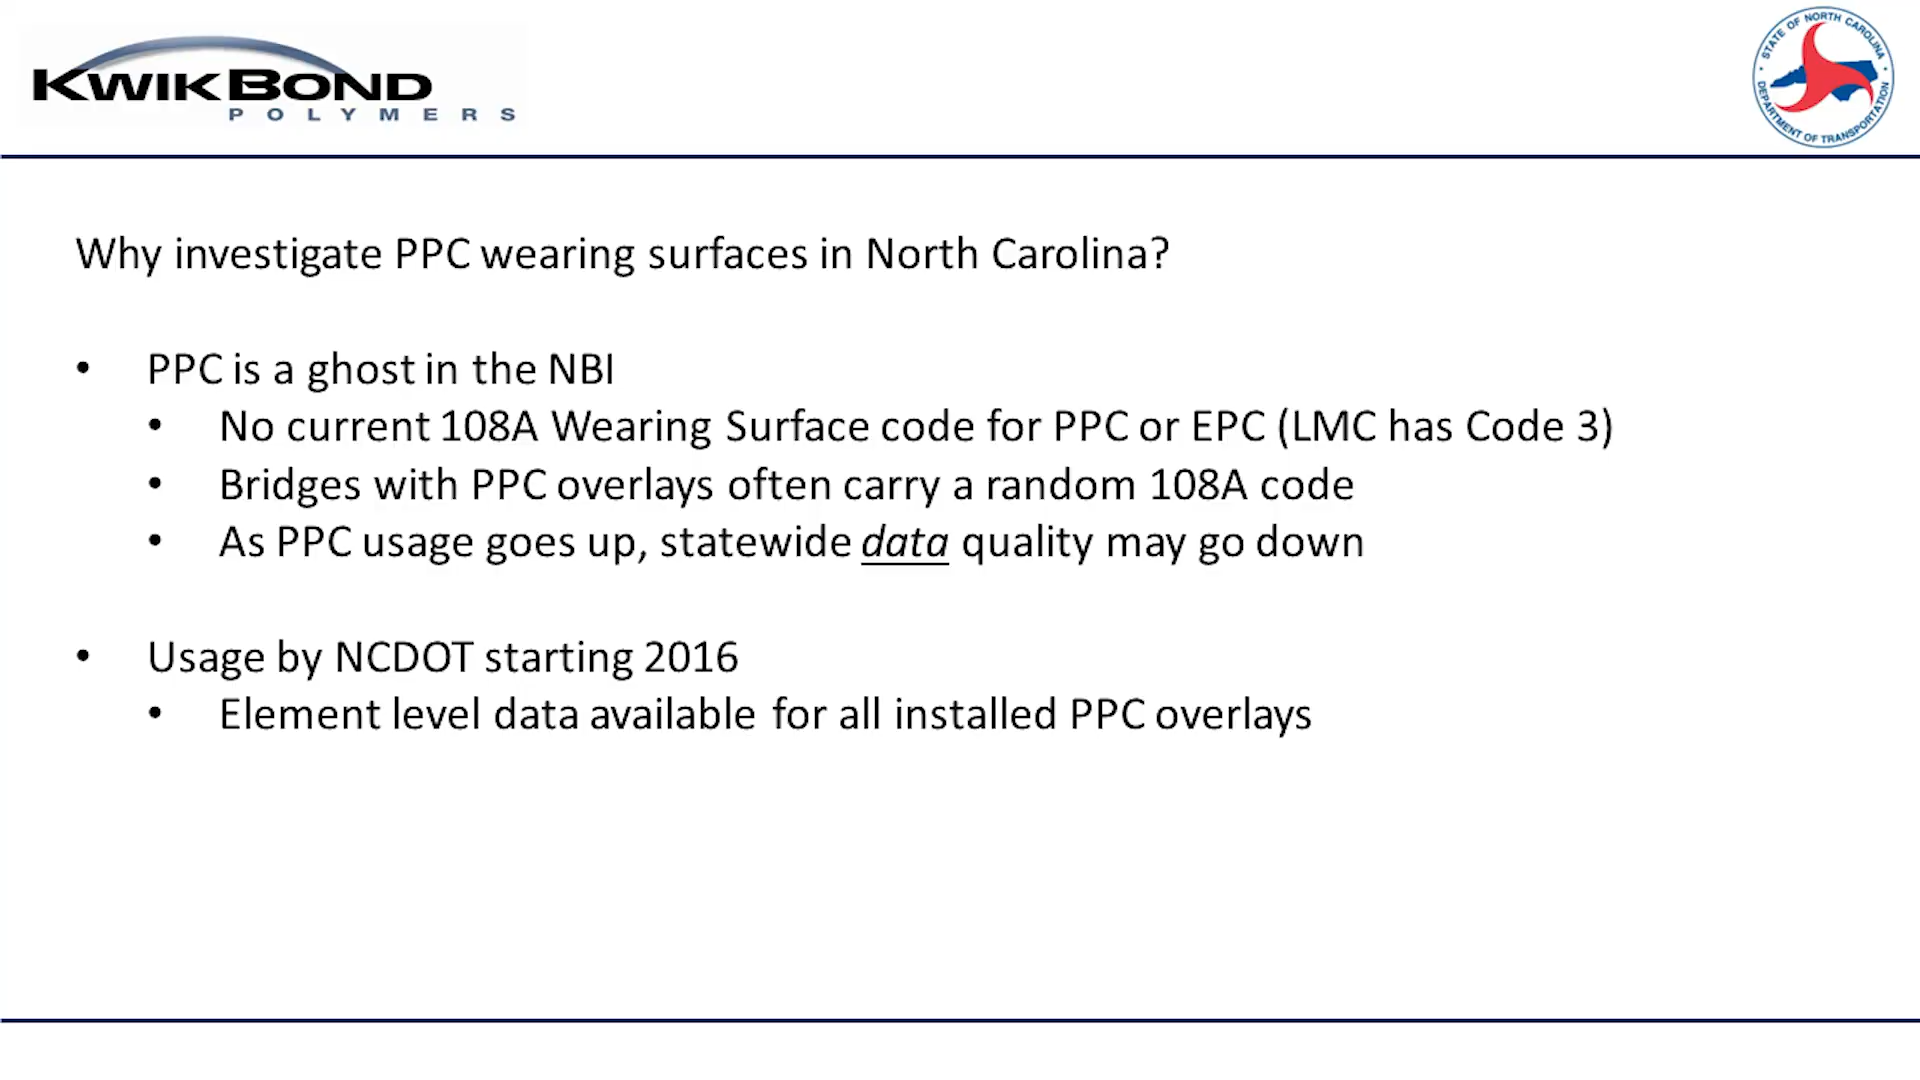 KWIKBOND
POLYMERS
STATE OF NORTH CAROLINA
DEPARTMENT OF TRANSPORTATION
Why investigate PPC wearing surfaces in North Carolina?
• PPC is a ghost in the NBI
• No current 108A Wearing Surface code for PPC or EPC (LMC has Code 3)
• Bridges with PPC overlays often carry a random 108A code
• As PPC usage goes up, statewide data quality may go down
• Usage by NCDOT starting 2016
• Element level data available for all installed PPC overlays